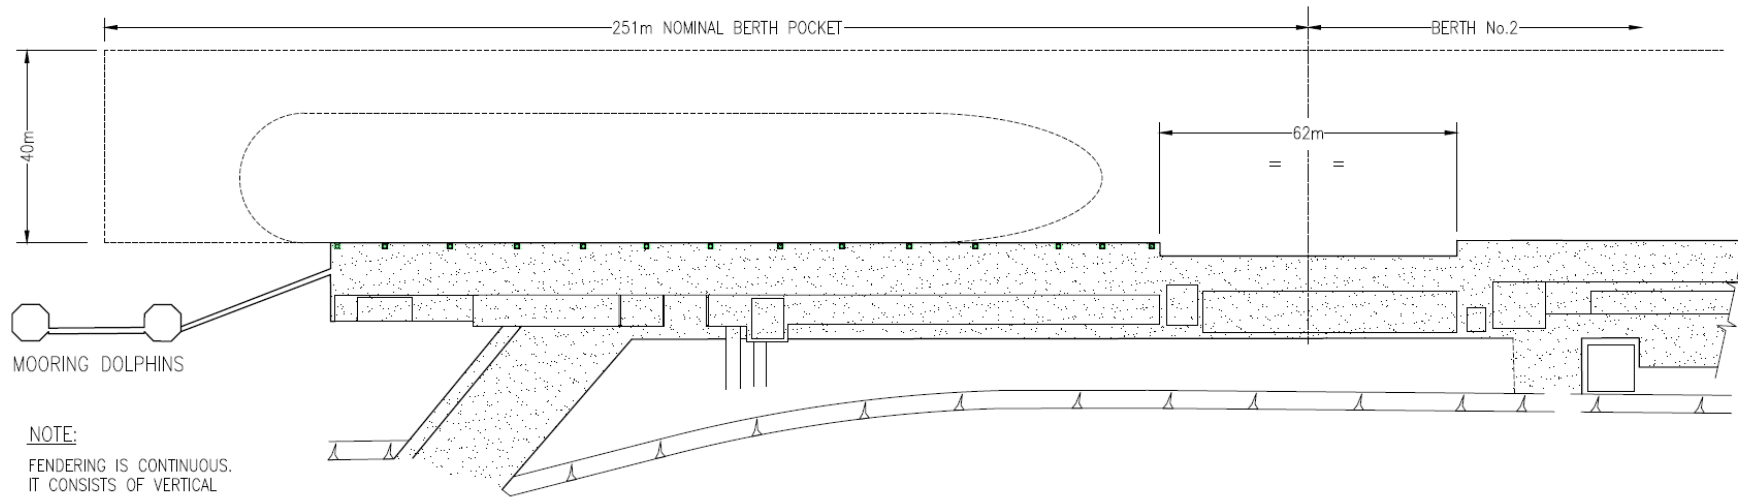 251m NOMINAL BERTH POCKET
BERTH No.2
40m
62m
=
=
MOORING DOLPHINS
NOTE:
FENDERING IS CONTINUOUS.
IT CONSISTS OF VERTICAL